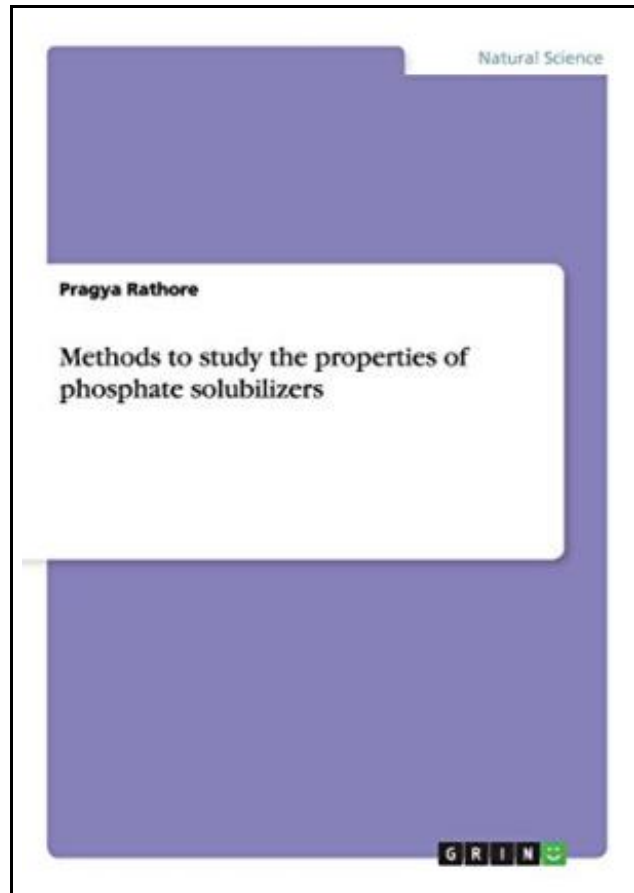 Natural Science
Pragya Rathore
Methods to study the properties of
phosphate solubilizers
GRIN